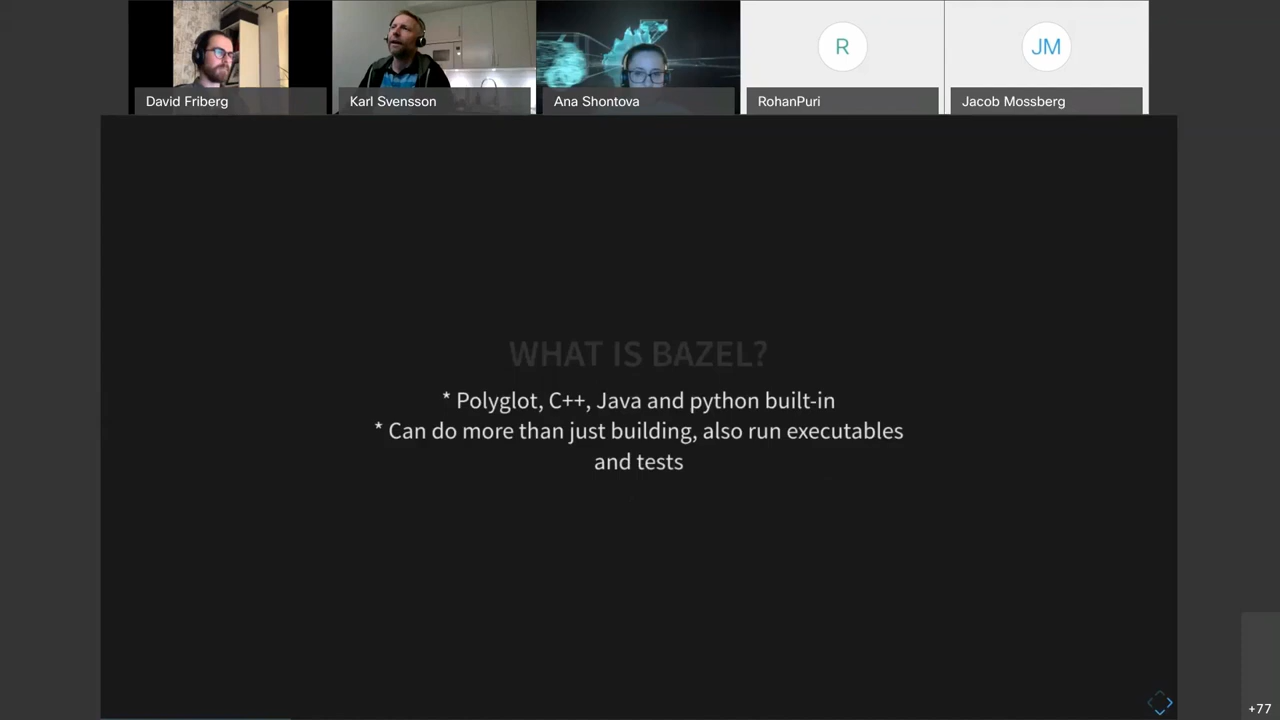 David Friberg
Karl Svensson
Ana Shontova
R
RohanPuri
JM
Jacob Mossberg
WHAT IS BAZEL?
* Polyglot, C++, Java and python built-in
* Can do more than just building, also run executables
and tests
+77